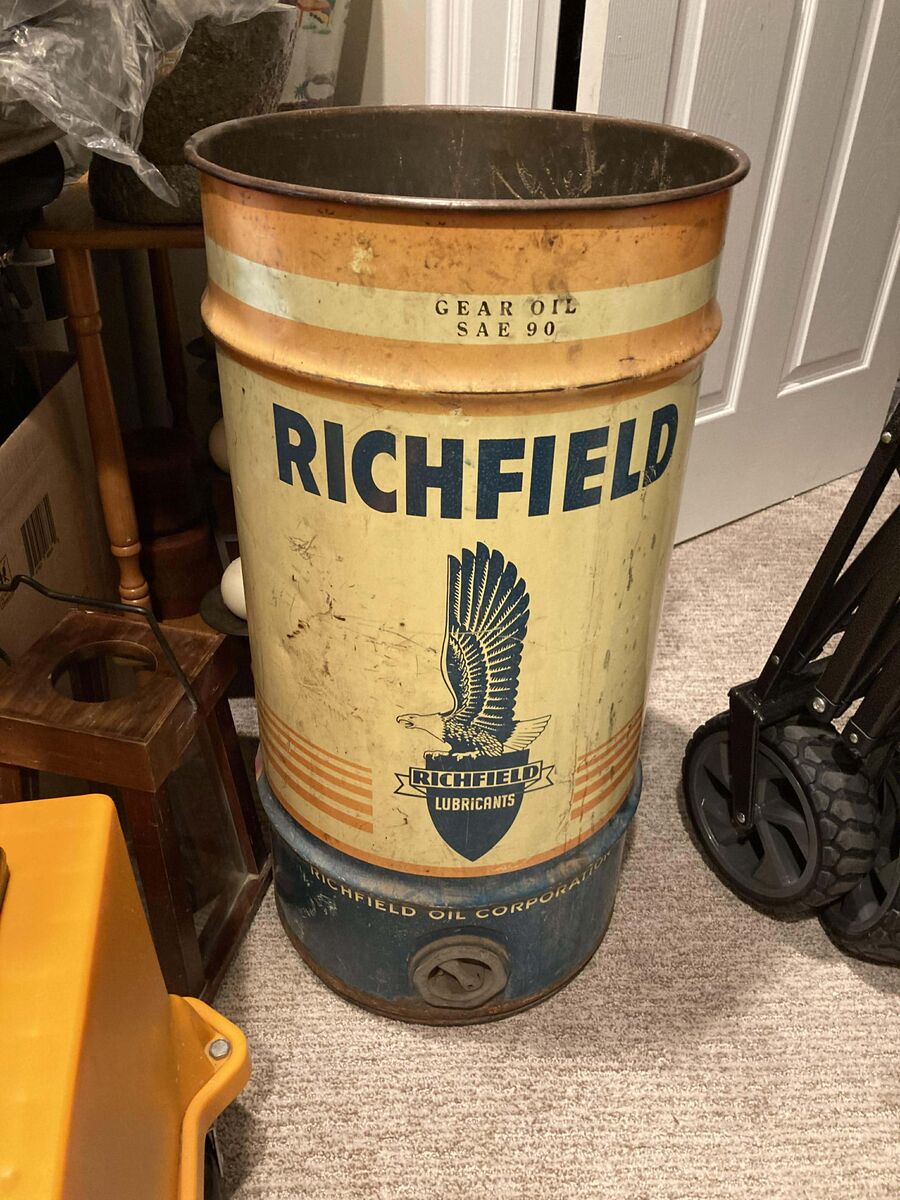 GEAR OIL
SAE 90
RICHFIELD
RICHFIELD
LUBRICANTS
RICHFIELD OIL CORPORATION